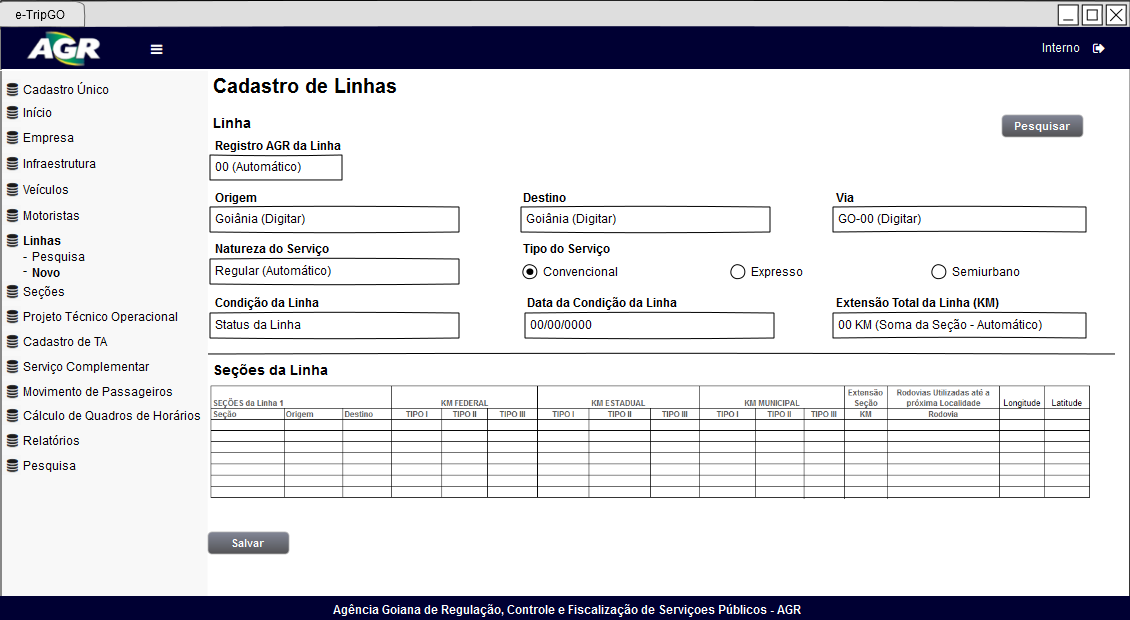 e-TripGO
AGR
Interno
Cadastro Único
Início
Empresa
Infraestrutura
Veículos
Motoristas
Linhas
- Pesquisa
- Novo
Seções
Projeto Técnico Operacional
Cadastro de TA
Serviço Complementar
Movimento de Passageiros
Cálculo de Quadros de Horários
Relatórios
Pesquisa
Cadastro de Linhas
Linha
Pesquisar
Registro AGR da Linha
00 (Automático)
Origem Destino Via
Goiânia (Digitar) Goiânia (Digitar) GO-00 (Digitar)
Natureza do Serviço Tipo do Serviço
Regular (Automático) Convencional Expresso Semiurbano
Condição da Linha Data da Condição da Linha Extensão Total da Linha (KM)
Status da Linha 00/00/0000 00 KM (Soma da Seção - Automático)
Seções da Linha
SEÇÕES da Linha 1 KM FEDERAL KM ESTADUAL KM MUNICIPAL Extensão Seção Rodovias Utilizadas até a próxima Localidade Longitude Latitude
Seção Origem Destino TIPO I TIPO II TIPO III TIPO I TIPO II TIPO III TIPO I TIPO II TIPO III KM Rodovia
Salvar
Agência Goiana de Regulação, Controle e Fiscalização de Serviçoes Públicos - AGR